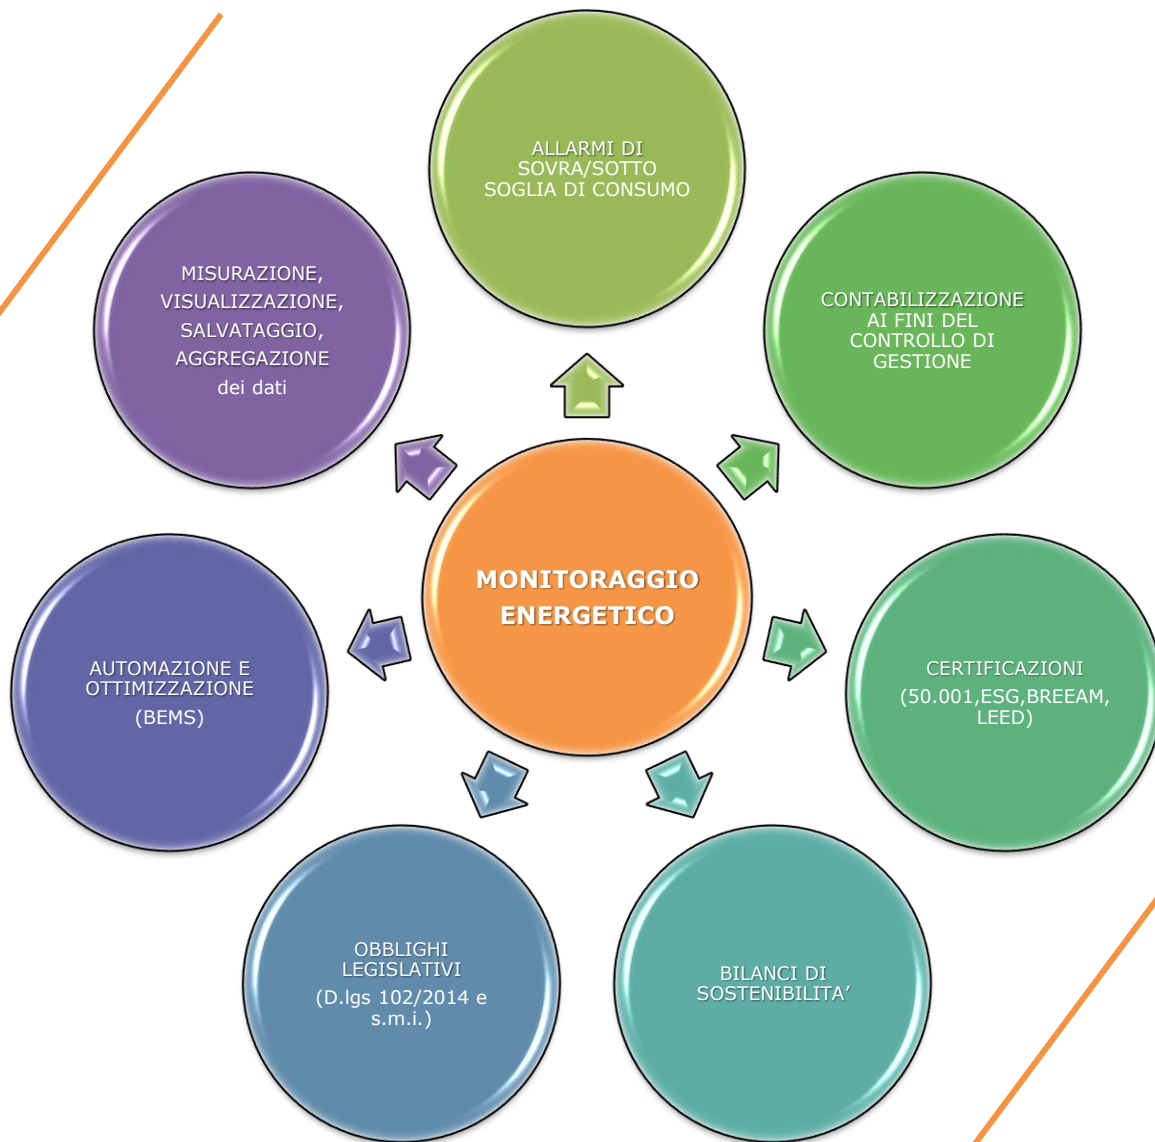 ALLARMI DI
SOVRA/SOTTO
SOGLIA DI CONSUMO
MISURAZIONE,
VISUALIZZAZIONE,
SALVATAGGIO,
AGGREGAZIONE
dei dati
CONTABILIZZAZIONE
AI FINI DEL
CONTROLLO DI
GESTIONE
MONITORAGGIO
ENERGETICO
AUTOMAZIONE E
OTTIMIZZAZIONE
(BEMS)
CERTIFICAZIONI
(50.001,ESG,BREEAM,
LEED)
OBBLIGHI
LEGISLATIVI
(D.lgs 102/2014 e
s.m.i.)
BILANCI DI
SOSTENIBILITA’